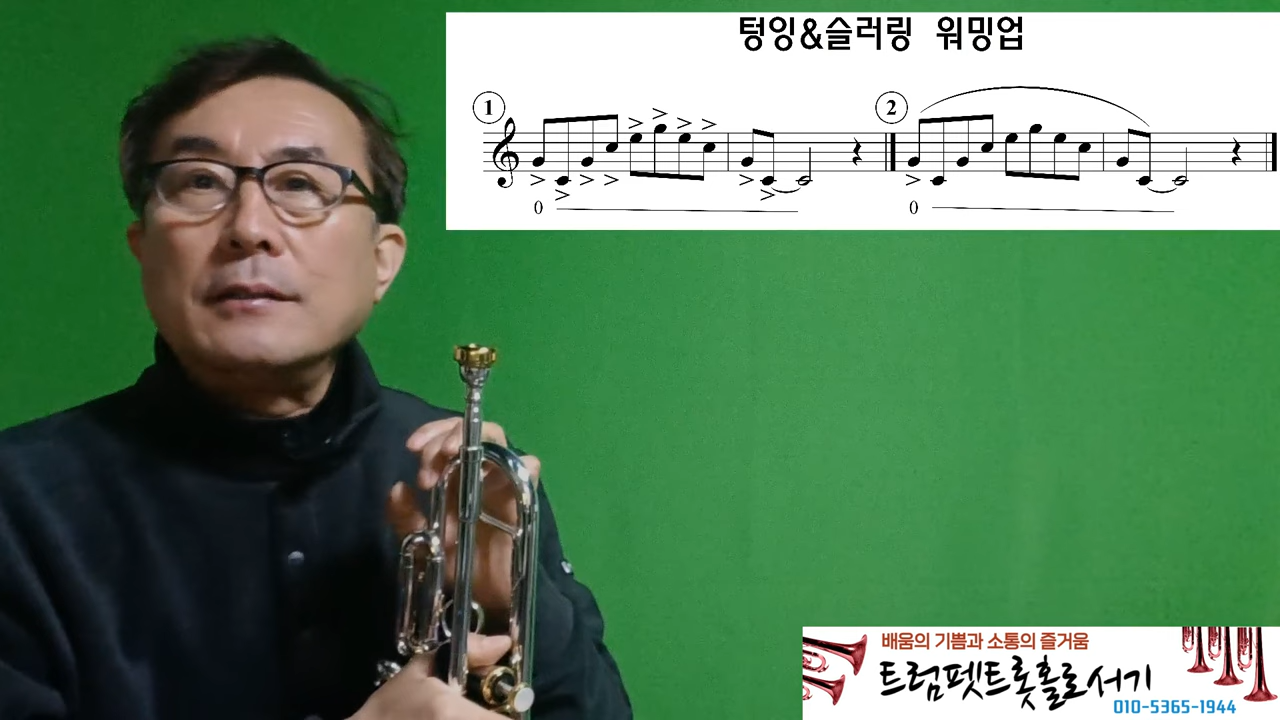 텅잉&슬러링 워밍업
1 2
0 0
배움의 기쁨과 소통의 즐거움
트럼펫트롯홀로서기
010-5365-1944